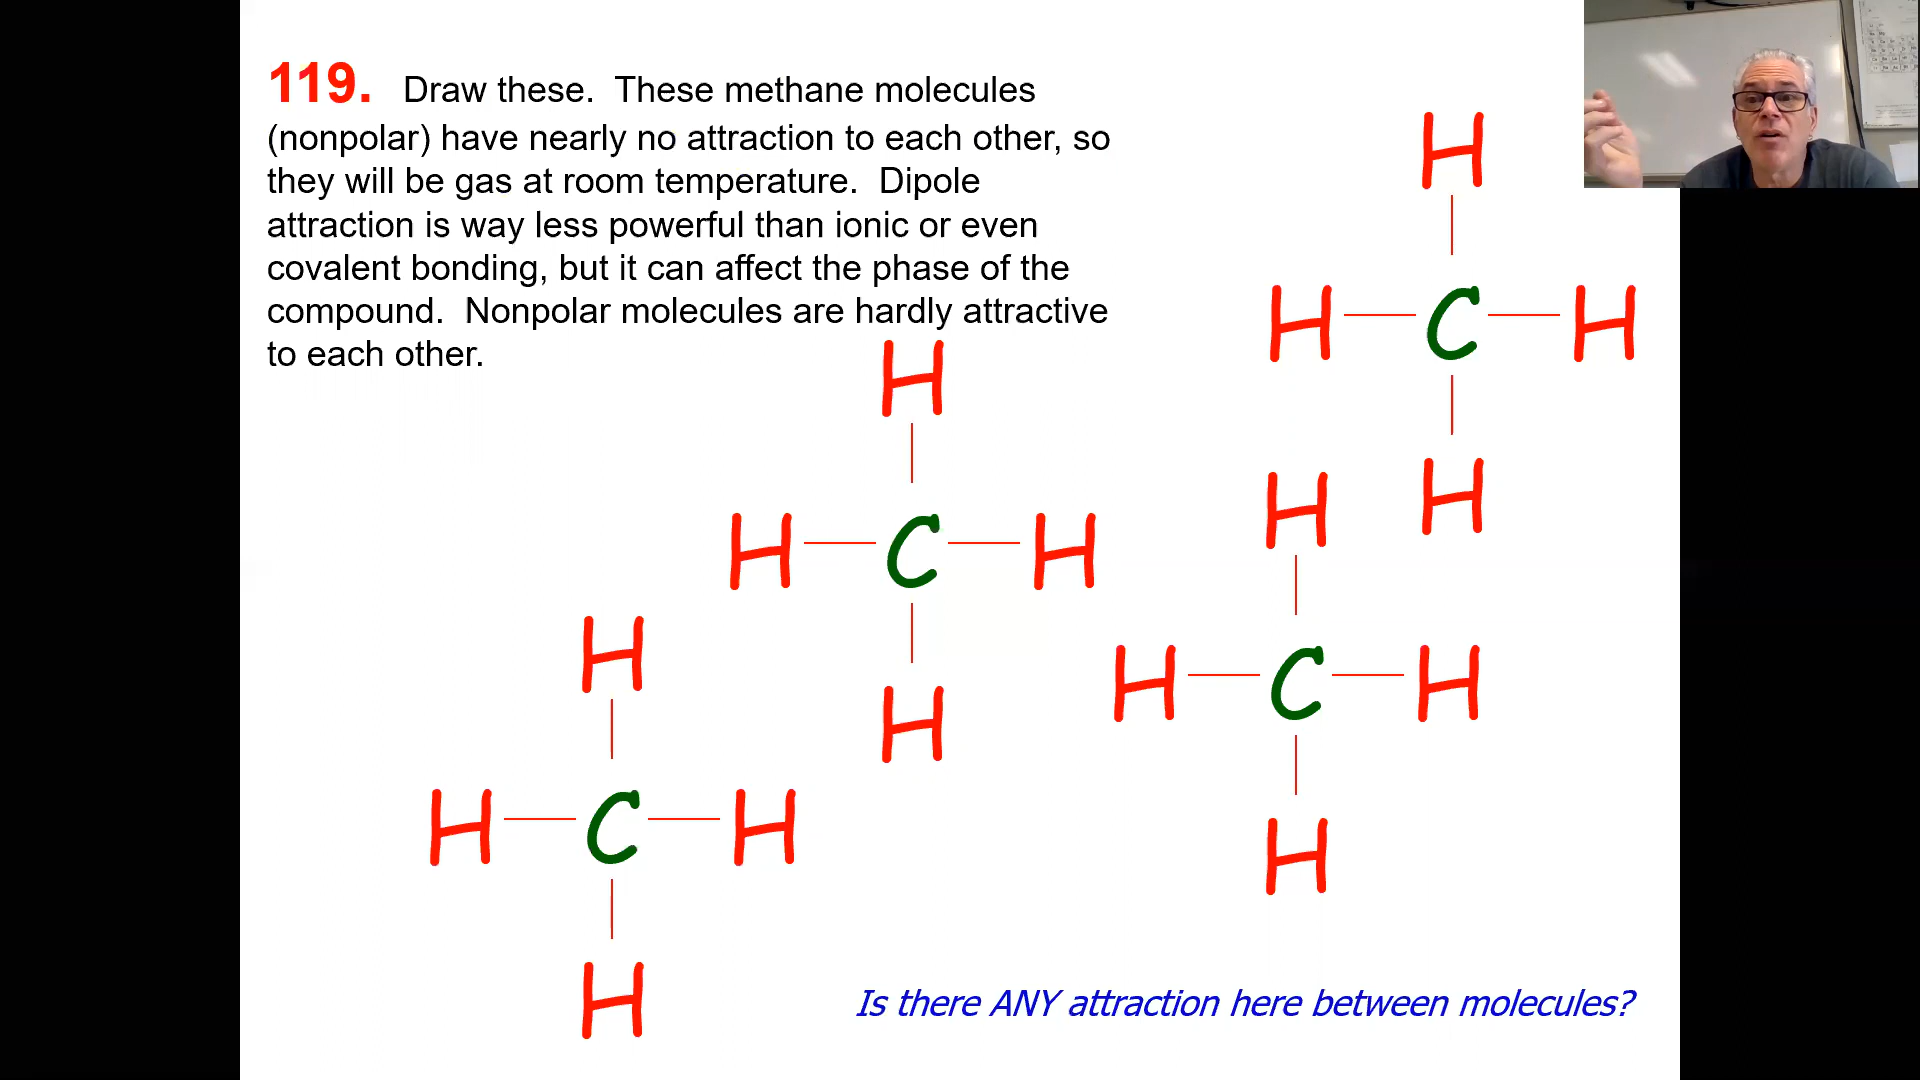 119. Draw these. These methane molecules
(nonpolar) have nearly no attraction to each other, so
they will be gas at room temperature. Dipole
attraction is way less powerful than ionic or even
covalent bonding, but it can affect the phase of the
compound. Nonpolar molecules are hardly attractive
to each other.
H
H C H
H
H
H C H
H
H
H C H
H
H
H C H
H
Is there ANY attraction here between molecules?